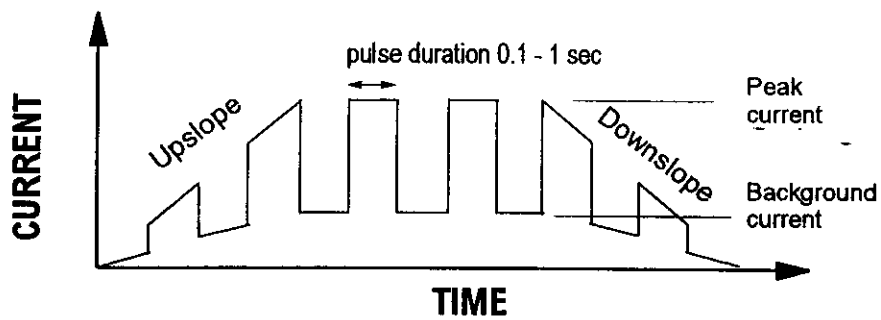 pulse duration 0.1 - 1 sec
Peak
current
Upslope
Downslope
Background
current
CURRENT
TIME